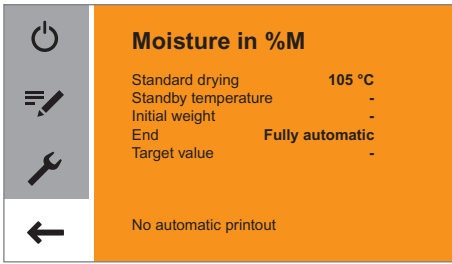 Moisture in %M
Standard drying 105 °C
Standby temperature -
Initial weight -
End Fully automatic
Target value -
No automatic printout